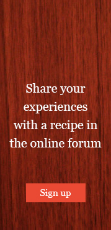 Share your
experiences
with a recipe in
the online forum
Sign up